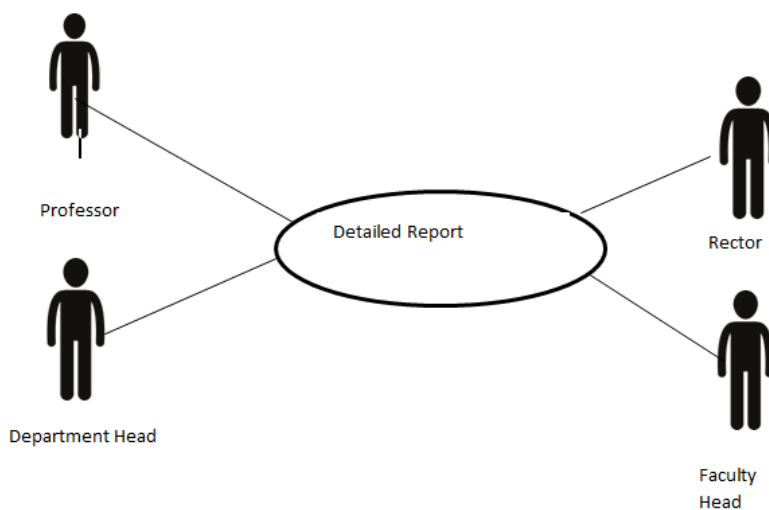 Professor
Detailed Report
Rector
Department Head
Faculty
Head